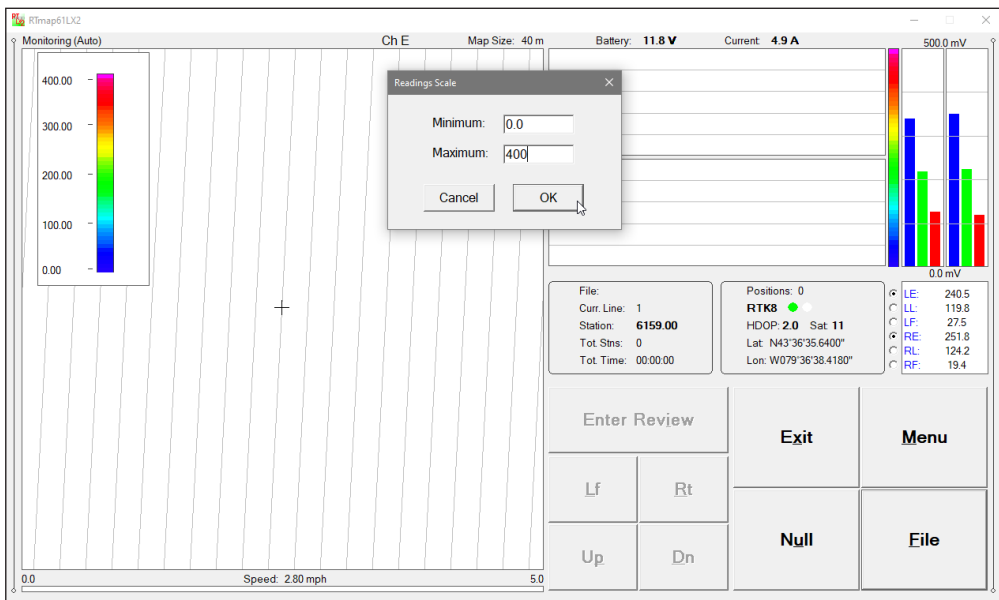 RT
D6
RTmap61LX2
Monitoring (Auto)
Ch E
Map Size: 40 m
Battery: 11.8 V
Current: 4.9 A
500.0 mV
400.00
300.00
200.00
100.00
0.00
Readings Scale
Minimum: 0.0
Maximum: 400
Cancel
OK
0.0 mV
File:
Curr. Line: 1
Station: 6159.00
Tot. Stns: 0
Tot. Time: 00:00:00
Positions: 0
RTK8
HDOP: 2.0 Sat: 11
Lat: N43°36'35.6400"
Lon: W079°36'38.4180"
LE: 240.5
LL: 119.8
LF: 27.5
RE: 251.8
RL: 124.2
RF: 19.4
Enter Review
Exit
Menu
Lf
Rt
Null
File
Up
Dn
0.0
Speed: 2.80 mph
5.0